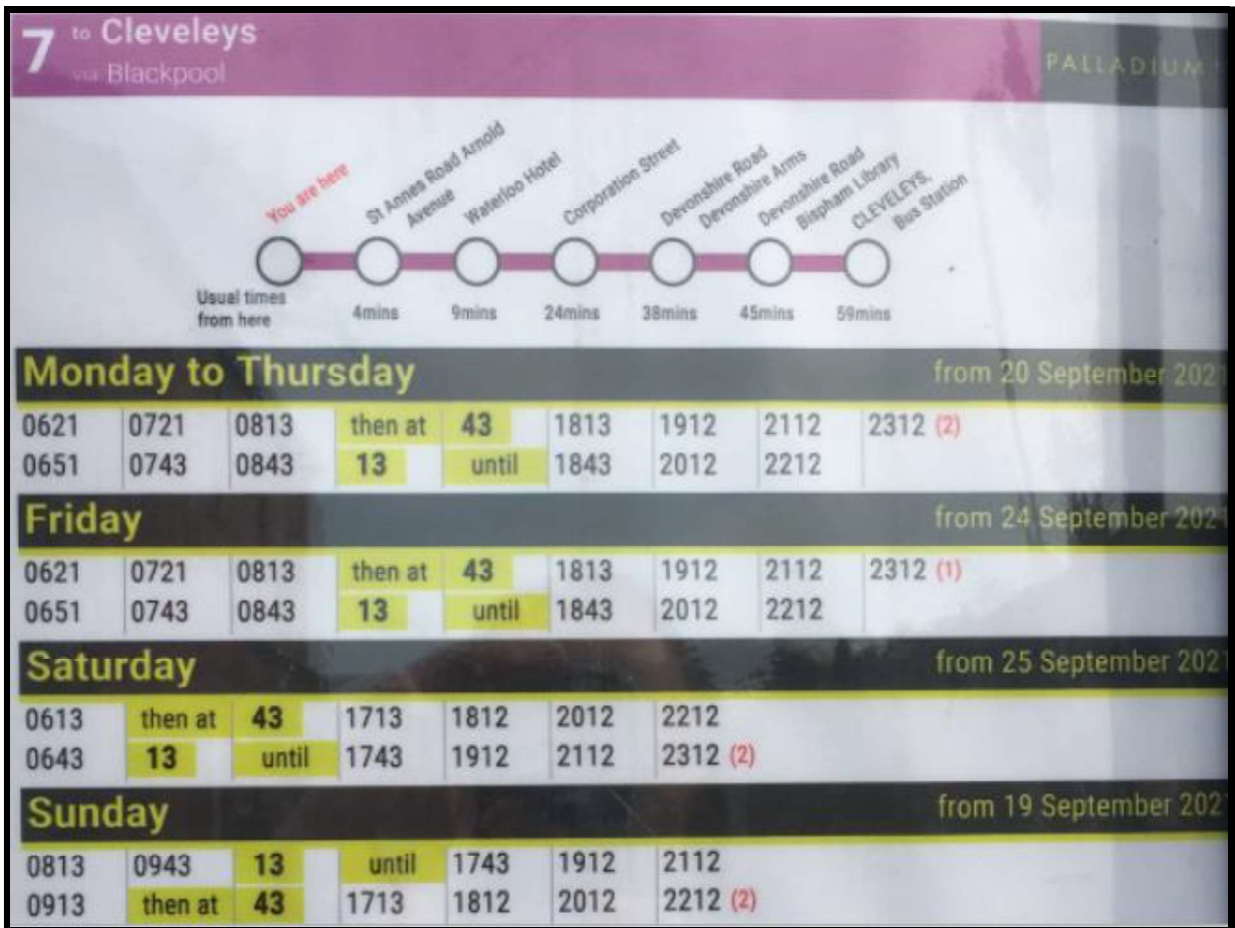 7 to Cleveleys
via Blackpool
PALLADIUM
You are here
St Annes Road Arnold
Avenue
Waterloo Hotel
Corporation Street
Devonshire Road
Devonshire Arms
Devonshire Road
Bispham Library
CLEVELEYS,
Bus Station
Usual times
from here
4mins 9mins 24mins 38mins 45mins 59mins
Monday to Thursday from 20 September 2021
0621 0721 0813 then at 43 1813 1912 2112 2312 (2)
0651 0743 0843 13 until 1843 2012 2212
Friday from 24 September 2021
0621 0721 0813 then at 43 1813 1912 2112 2312 (1)
0651 0743 0843 13 until 1843 2012 2212
Saturday from 25 September 2021
0613 then at 43 1713 1812 2012 2212
0643 13 until 1743 1912 2112 2312 (2)
Sunday from 19 September 202
0813 0943 13 until 1743 1912 2112
0913 then at 43 1713 1812 2012 2212 (2)